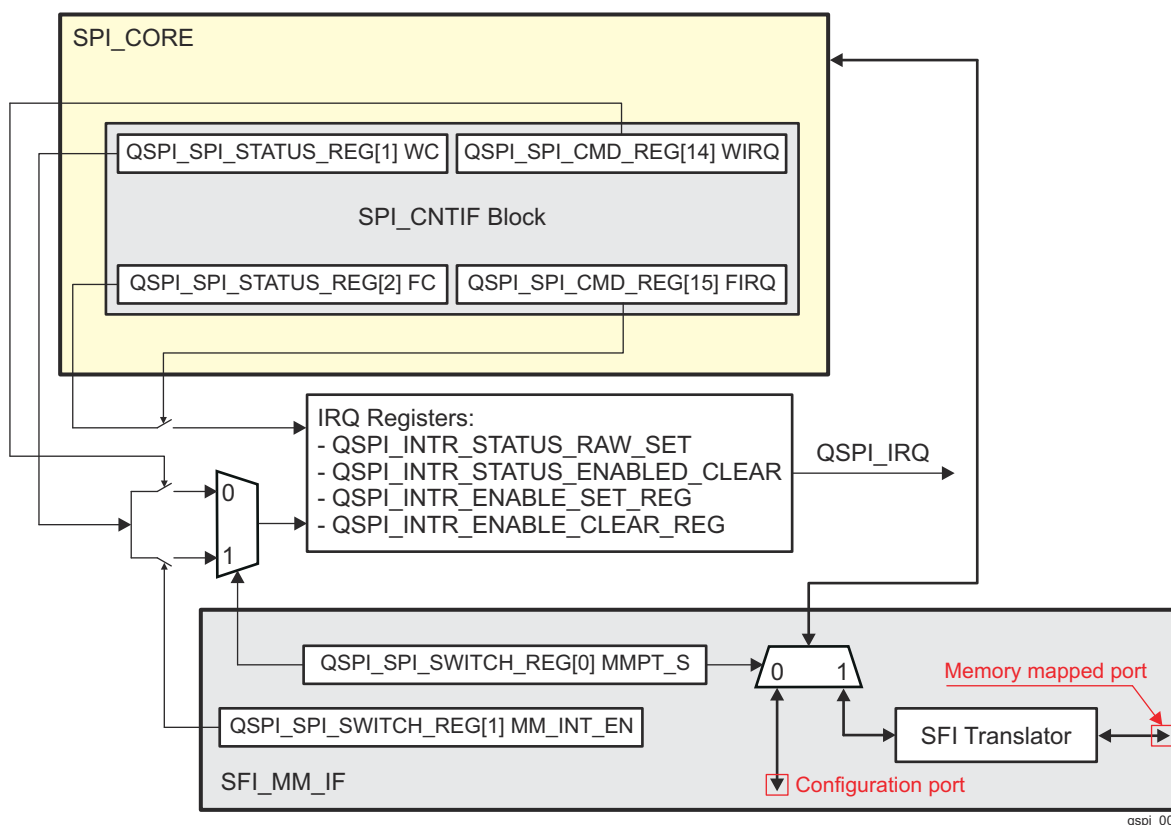 SPI_CORE
QSPI_SPI_STATUS_REG[1] WC
QSPI_SPI_CMD_REG[14] WIRQ
SPI_CNTIF Block
QSPI_SPI_STATUS_REG[2] FC
QSPI_SPI_CMD_REG[15] FIRQ
IRQ Registers:
- QSPI_INTR_STATUS_RAW_SET
- QSPI_INTR_STATUS_ENABLED_CLEAR
- QSPI_INTR_ENABLE_SET_REG
- QSPI_INTR_ENABLE_CLEAR_REG
QSPI_IRQ
0
1
QSPI_SPI_SWITCH_REG[0] MMPT_S
0 1
Memory mapped port
QSPI_SPI_SWITCH_REG[1] MM_INT_EN
SFI Translator
SFI_MM_IF
Configuration port